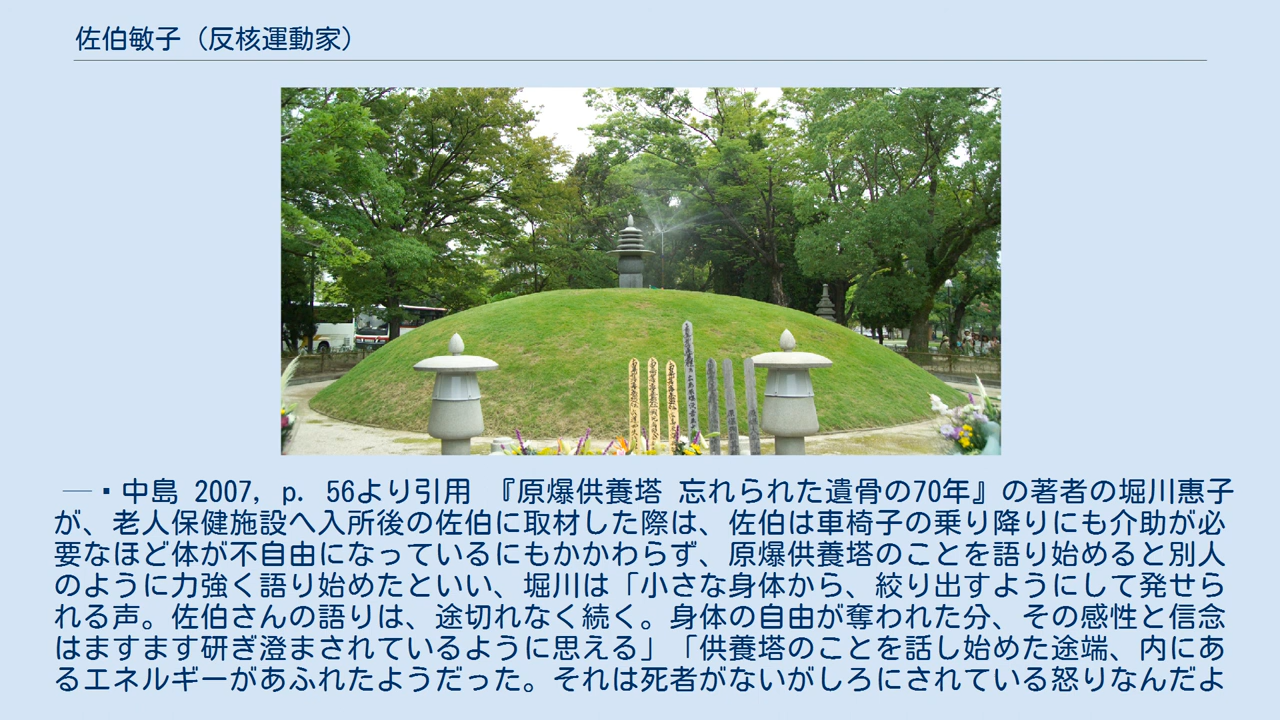 佐伯敏子（反核運動家）
―▪中島 2007, p. 56より引用 『原爆供養塔 忘れられた遺骨の70年』の著者の堀川惠子
が、老人保健施設へ入所後の佐伯に取材した際は、佐伯は車椅子の乗り降りにも介助が必
要なほど体が不自由になっているにもかかわらず、原爆供養塔のことを語り始めると別人
のように力強く語り始めたといい、堀川は「小さな身体から、絞り出すようにして発せら
れる声。佐伯さんの語りは、途切れなく続く。身体の自由が奪われた分、その感性と信念
はますます研ぎ澄まされているように思える」「供養塔のことを話し始めた途端、内にあ
るエネルギーがあふれたようだった。それは死者がないがしろにされている怒りなんだよ